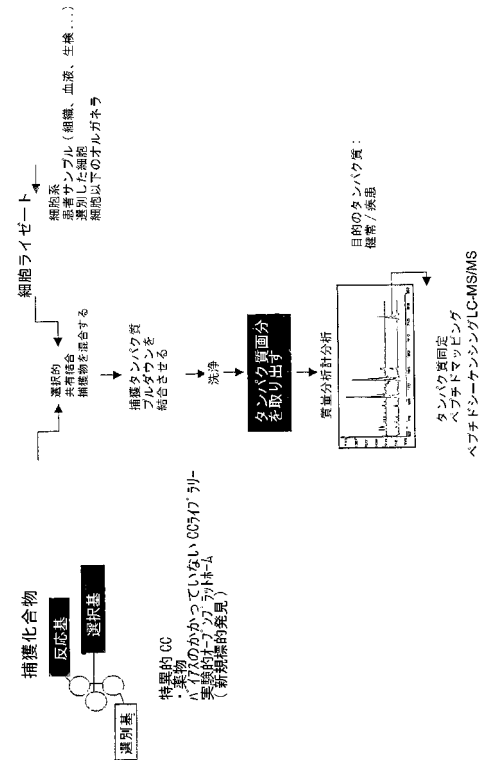 捕獲化合物
反応基
選択基
選別基
特異的 CC
・薬物
バイアスのかかっていない CCライブラリー
実験的オープンプラットホーム
(新規標的発見)
細胞ライゼート
細胞系
患者サンプル（組織、血液、生検...）
選別した細胞
細胞以下のオルガネラ
選択的
共有結合
捕獲物を混合する
捕獲タンパク質
プルダウンを
結合させる
洗浄
タンパク質画分
を取り出す
質量分析計分析
目的のタンパク質：
健常／疾患
タンパク質同定
ペプチドマッピング
ペプチドシーケンシングLC-MS/MS